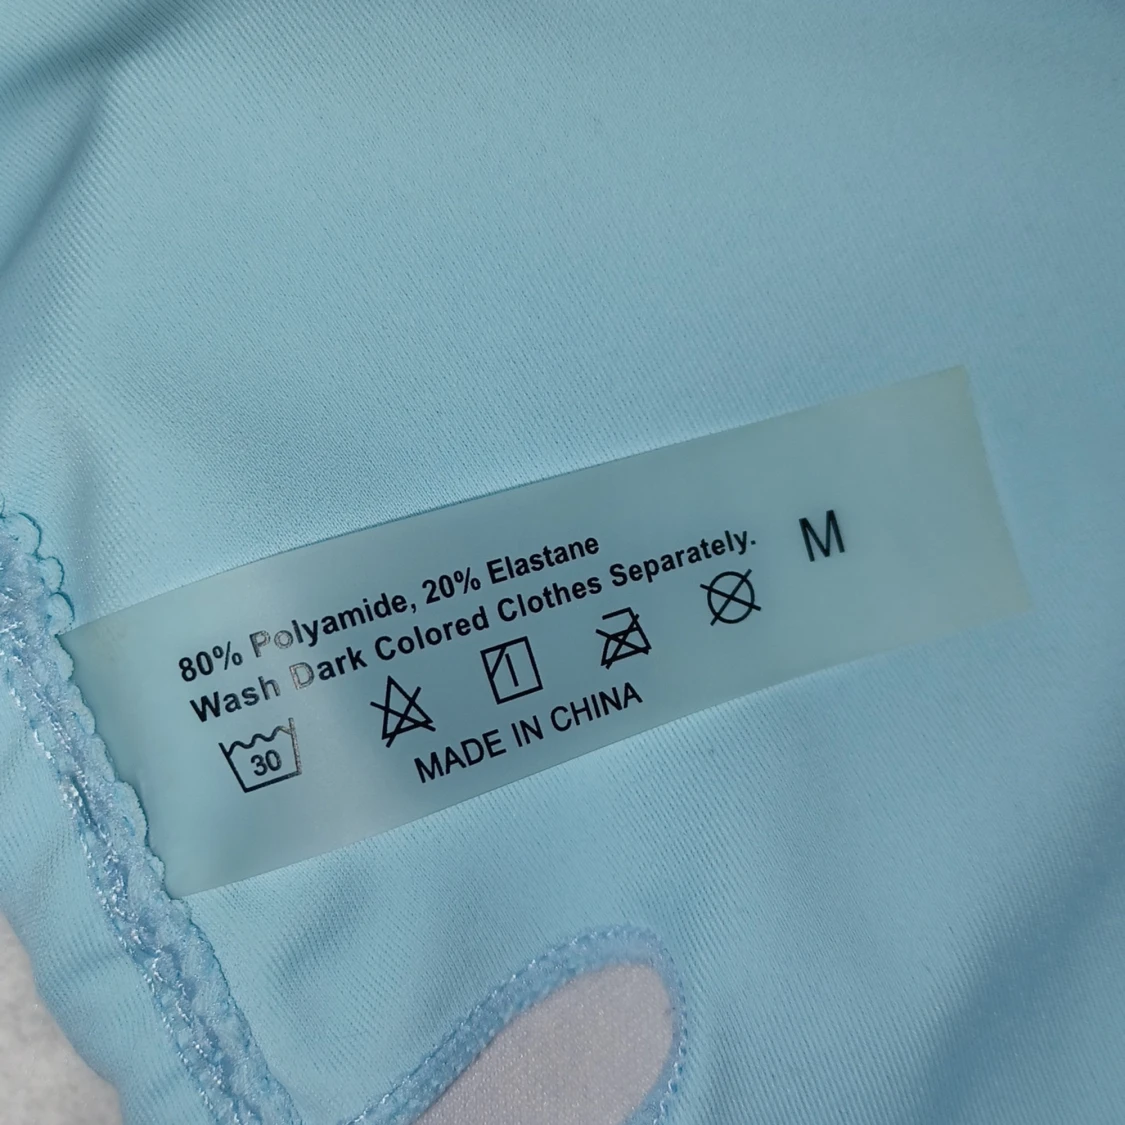 80% Polyamide, 20% Elastane
Wash Dark Colored Clothes Separately.
M
30
MADE IN CHINA